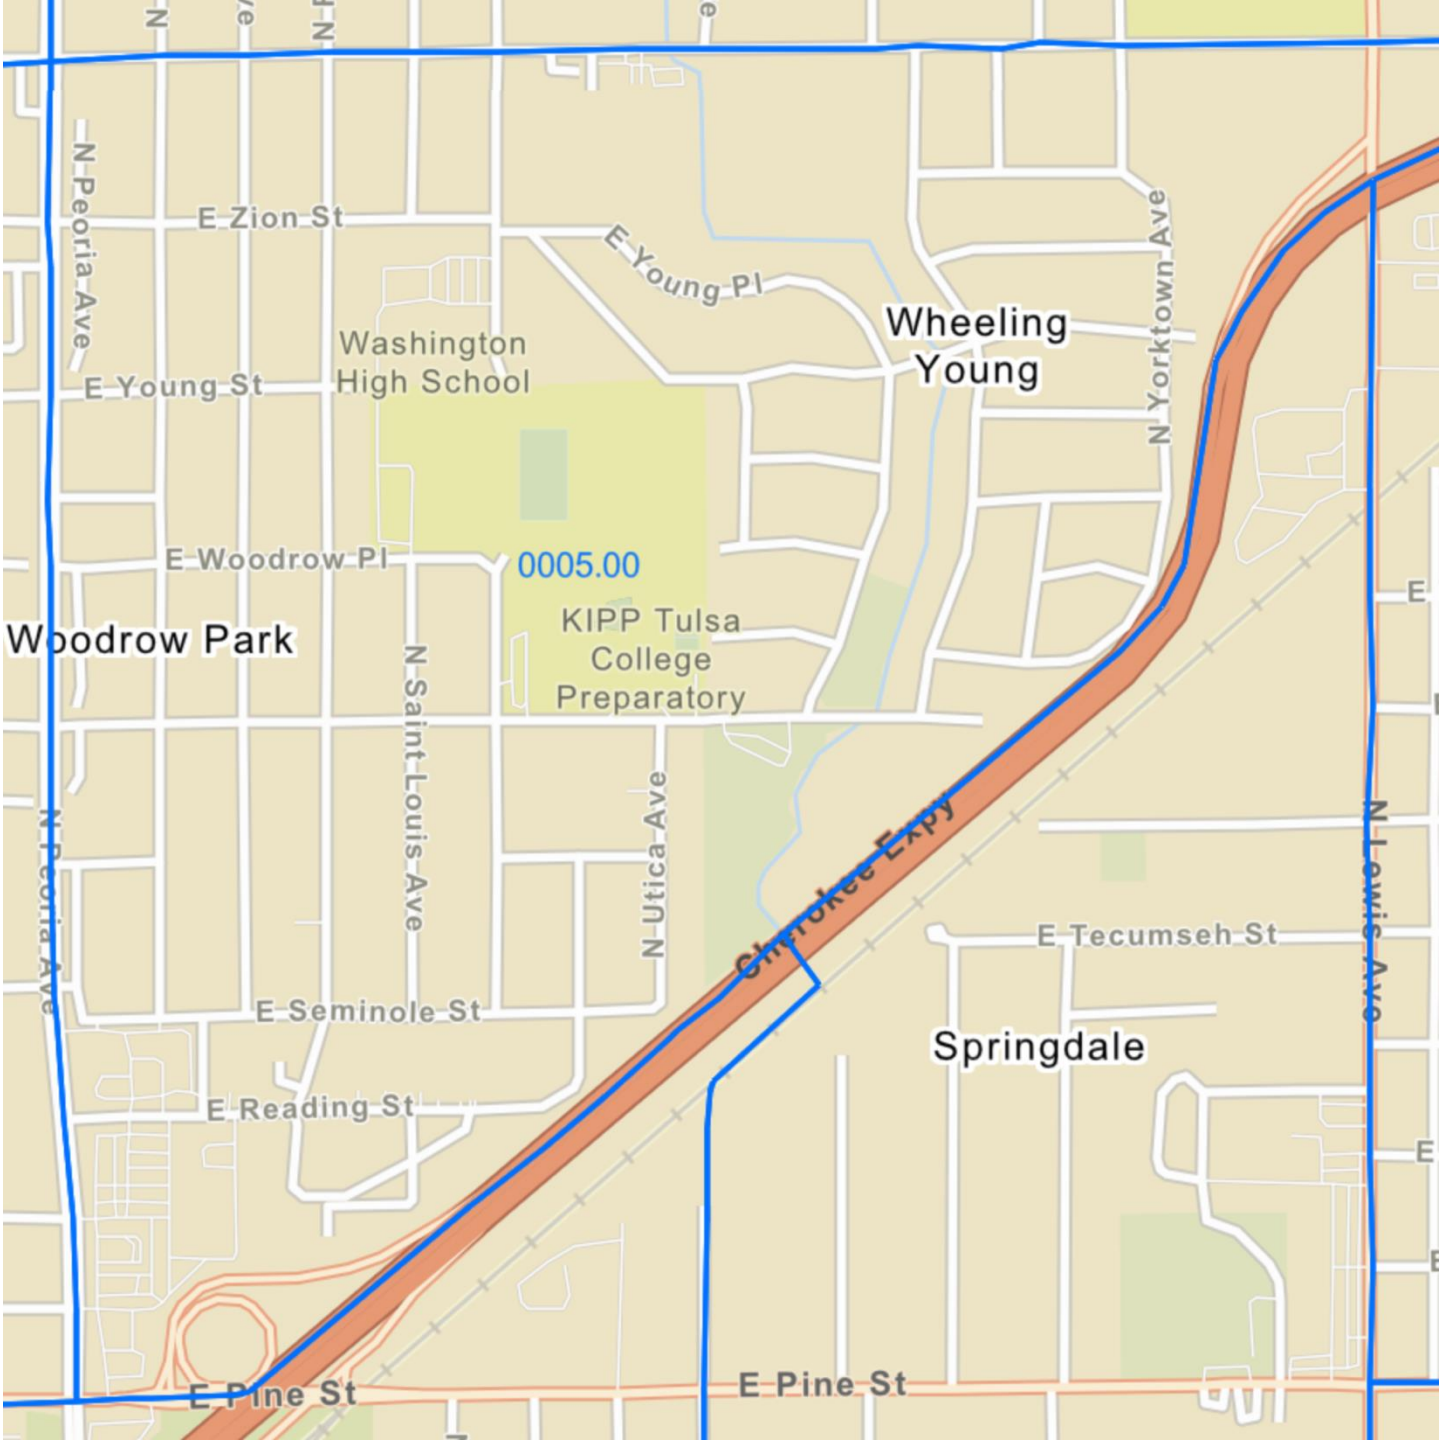 N
ve
N
e
N Peoria Ave
E Zion St
E Young Pl
N Yorktown Ave
Wheeling
Young
Washington
High School
E Young St
E Woodrow Pl
0005.00
E
KIPP Tulsa
College
Preparatory
Woodrow Park
N Saint Louis Ave
N Utica Ave
N Peoria Ave
Cherokee Expy
N Lewis Ave
E Tecumseh St
E Seminole St
Springdale
E Reading St
E
E Pine St
E Pine St
N